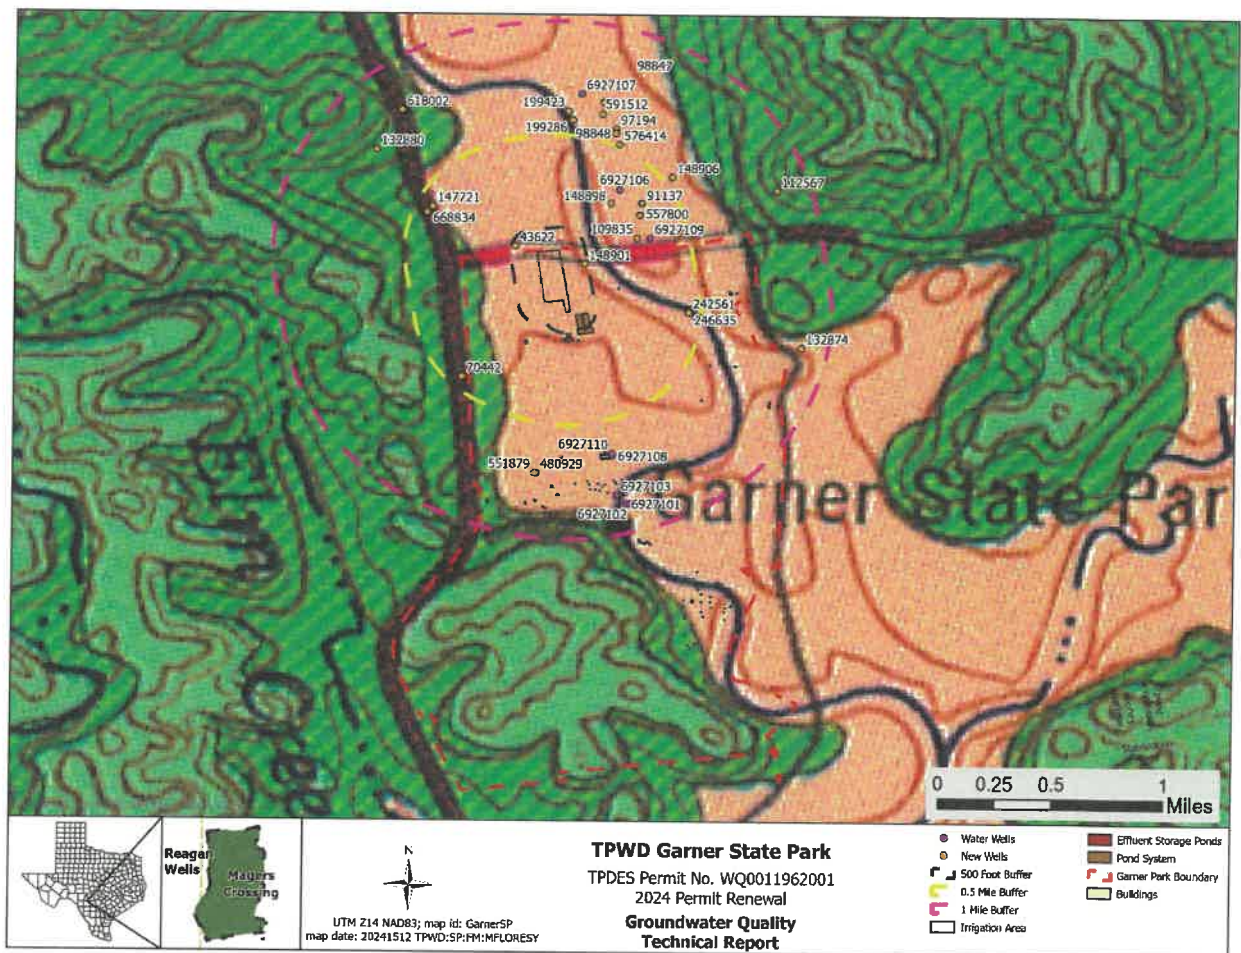 98847
6927107
618002
199423
591512
199286
98848
97194
576414
132880
148906
112567
6927106
147721
148898
91137
668834
557800
43622
109835
6927109
148901
242561
246635
132874
70442
6927110
6927108
551879
480929
6927103
6927101
6927102
Garner State Par
0 0.25 0.5 1
Miles
Reagan
Wells
Magers
Crossing
N
UTM Z14 NAD83; map id: GarnerSP
map date: 20241512 TPWD:SP:FM:MFLORESY
TPWD Garner State Park
TPDES Permit No. WQ0011962001
2024 Permit Renewal
Groundwater Quality
Technical Report
Water Wells
New Wells
500 Foot Buffer
0.5 Mile Buffer
1 Mile Buffer
Irrigation Area
Effluent Storage Ponds
Pond System
Garner Park Boundary
Buildings